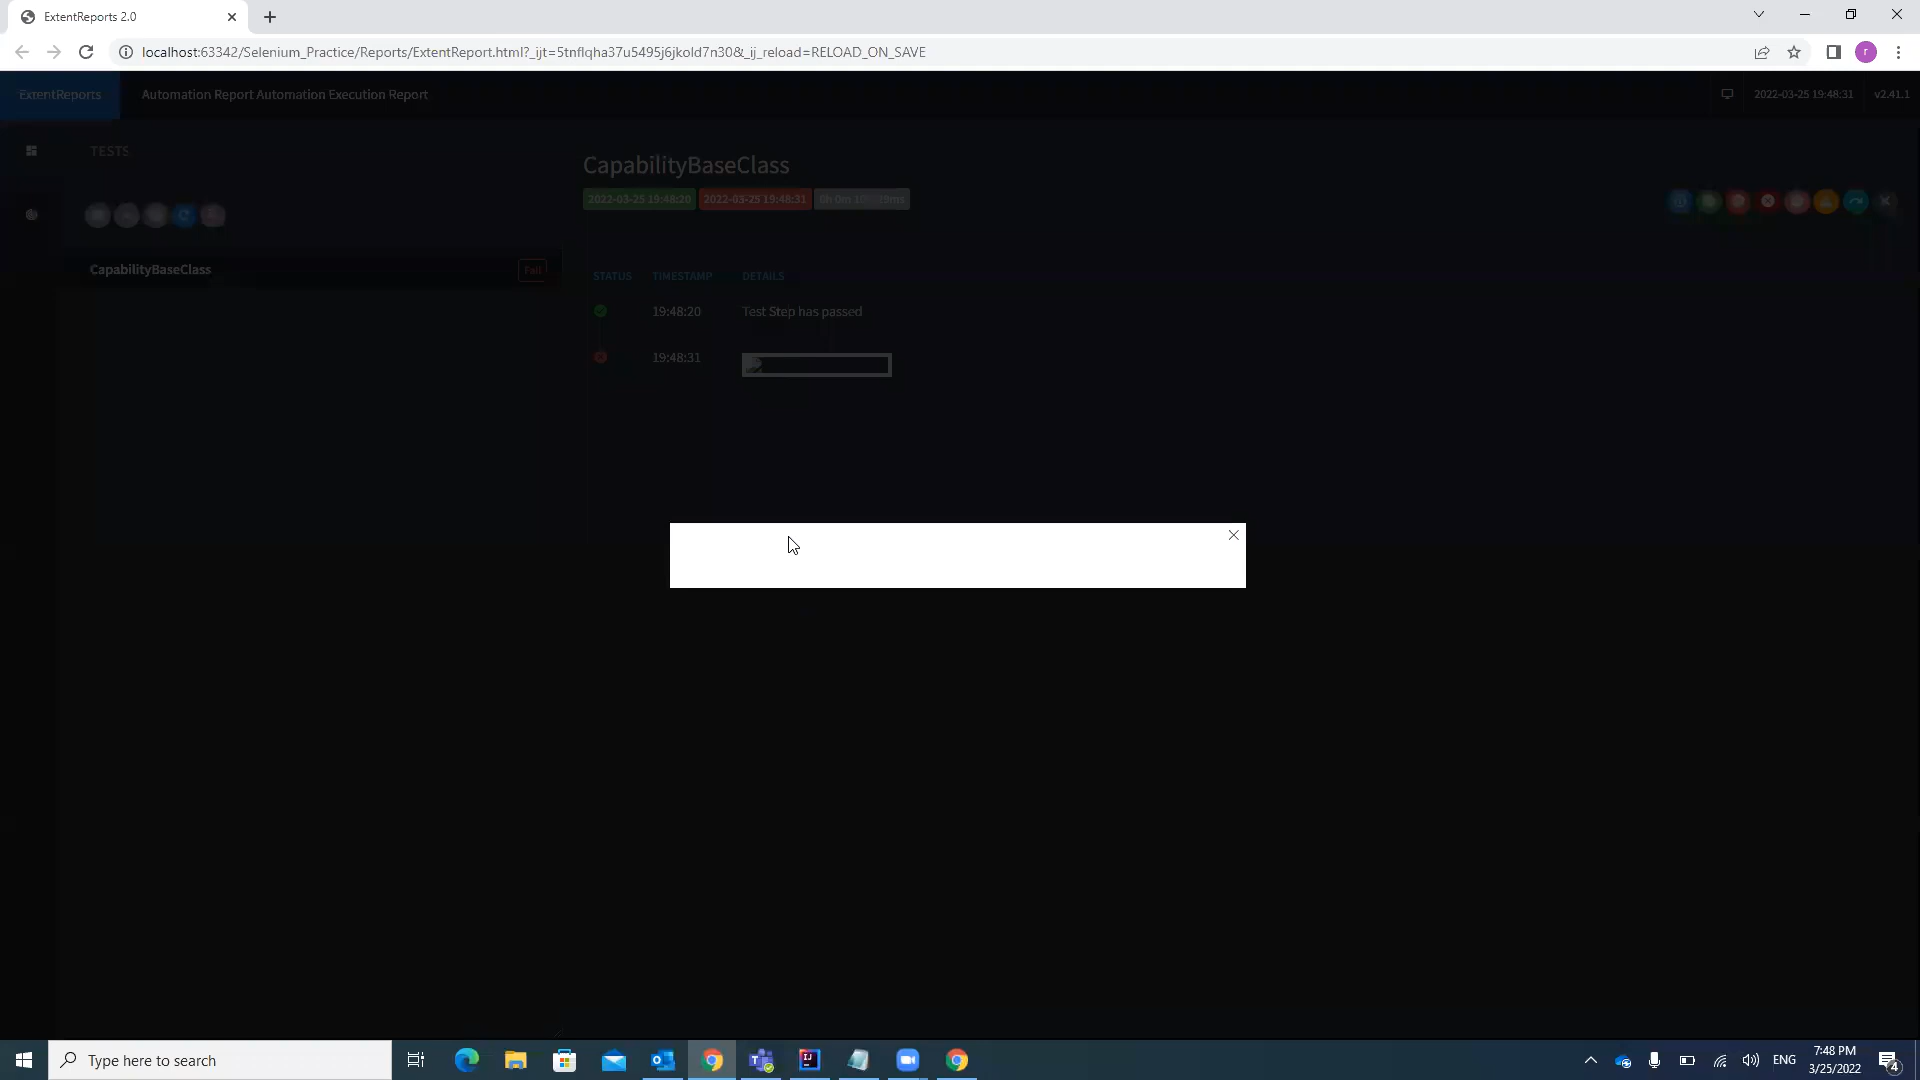 ExtentReports 2.0
localhost:63342/Selenium_Practice/Reports/ExtentReport.html?_ijt=5tnflqha37u5495j6jkold7n30&_ij_reload=RELOAD_ON_SAVE
r
ExtentReports
Automation Report Automation Execution Report
2022-03-25 19:48:31
v2.41.1
TESTS
CapabilityBaseClass
2022-03-25 19:48:20
2022-03-25 19:48:31
CapabilityBaseClass
Fail
STATUS TIMESTAMP DETAILS
19:48:20 Test Step has passed
19:48:31
Type here to search
ENG
7:48 PM
3/25/2022
4